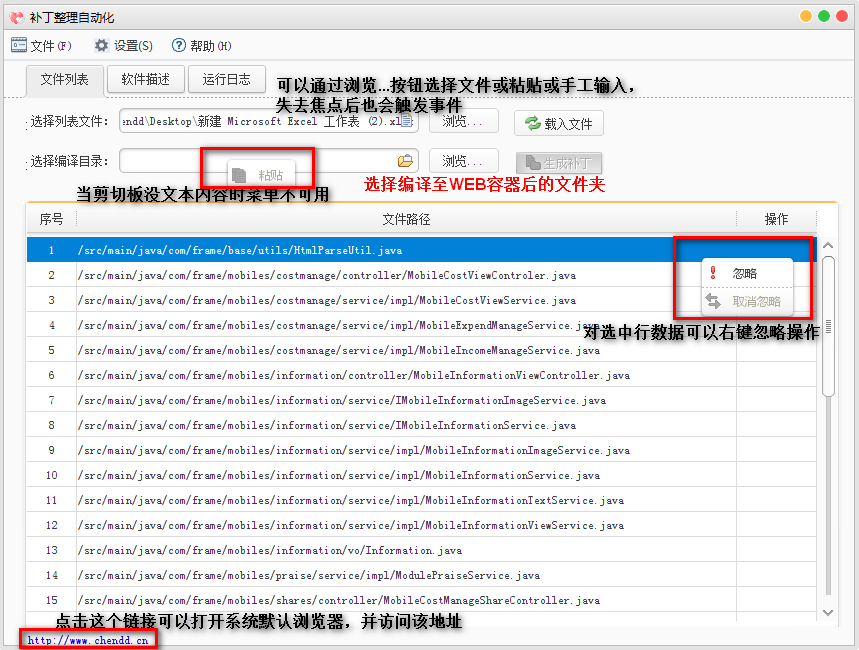 补丁整理自动化
文件(F) 设置(S) 帮助(H)
文件列表 软件描述 运行日志
可以通过浏览...按钮选择文件或粘贴或手工输入，
失去焦点后也会触发事件
选择列表文件： endd\Desktop\新建 Microsoft Excel 工作表 (2).xl 浏览... 载入文件
选择编译目录： 粘贴 浏览... 生成补丁
选择编译至WEB容器后的文件夹
当剪切板没文本内容时菜单不可用
序号 文件路径 操作
1 /src/main/java/com/frame/base/utils/HtmlParseUtil.java
忽略
2 /src/main/java/com/frame/mobiles/costmanage/controller/MobileCostViewControler.java
3 /src/main/java/com/frame/mobiles/costmanage/service/impl/MobileCostViewService.java
取消忽略
4 /src/main/java/com/frame/mobiles/costmanage/service/impl/MobileExpendManageService.java
对选中行数据可以右键忽略操作
5 /src/main/java/com/frame/mobiles/costmanage/service/impl/MobileIncomeManageService.java
6 /src/main/java/com/frame/mobiles/information/controller/MobileInformationViewController.java
7 /src/main/java/com/frame/mobiles/information/service/IMobileInformationImageService.java
8 /src/main/java/com/frame/mobiles/information/service/IMobileInformationService.java
9 /src/main/java/com/frame/mobiles/information/service/impl/MobileInformationImageService.java
10 /src/main/java/com/frame/mobiles/information/service/impl/MobileInformationService.java
11 /src/main/java/com/frame/mobiles/information/service/impl/MobileInformationTextService.java
12 /src/main/java/com/frame/mobiles/information/service/impl/MobileInformationViewService.java
13 /src/main/java/com/frame/mobiles/information/vo/Information.java
14 /src/main/java/com/frame/mobiles/praise/service/impl/ModulePraiseService.java
15 /src/main/java/com/frame/mobiles/shares/controller/MobileCostManageShareController.java
点击这个链接可以打开系统默认浏览器，并访问该地址
http://www.chendd.cn